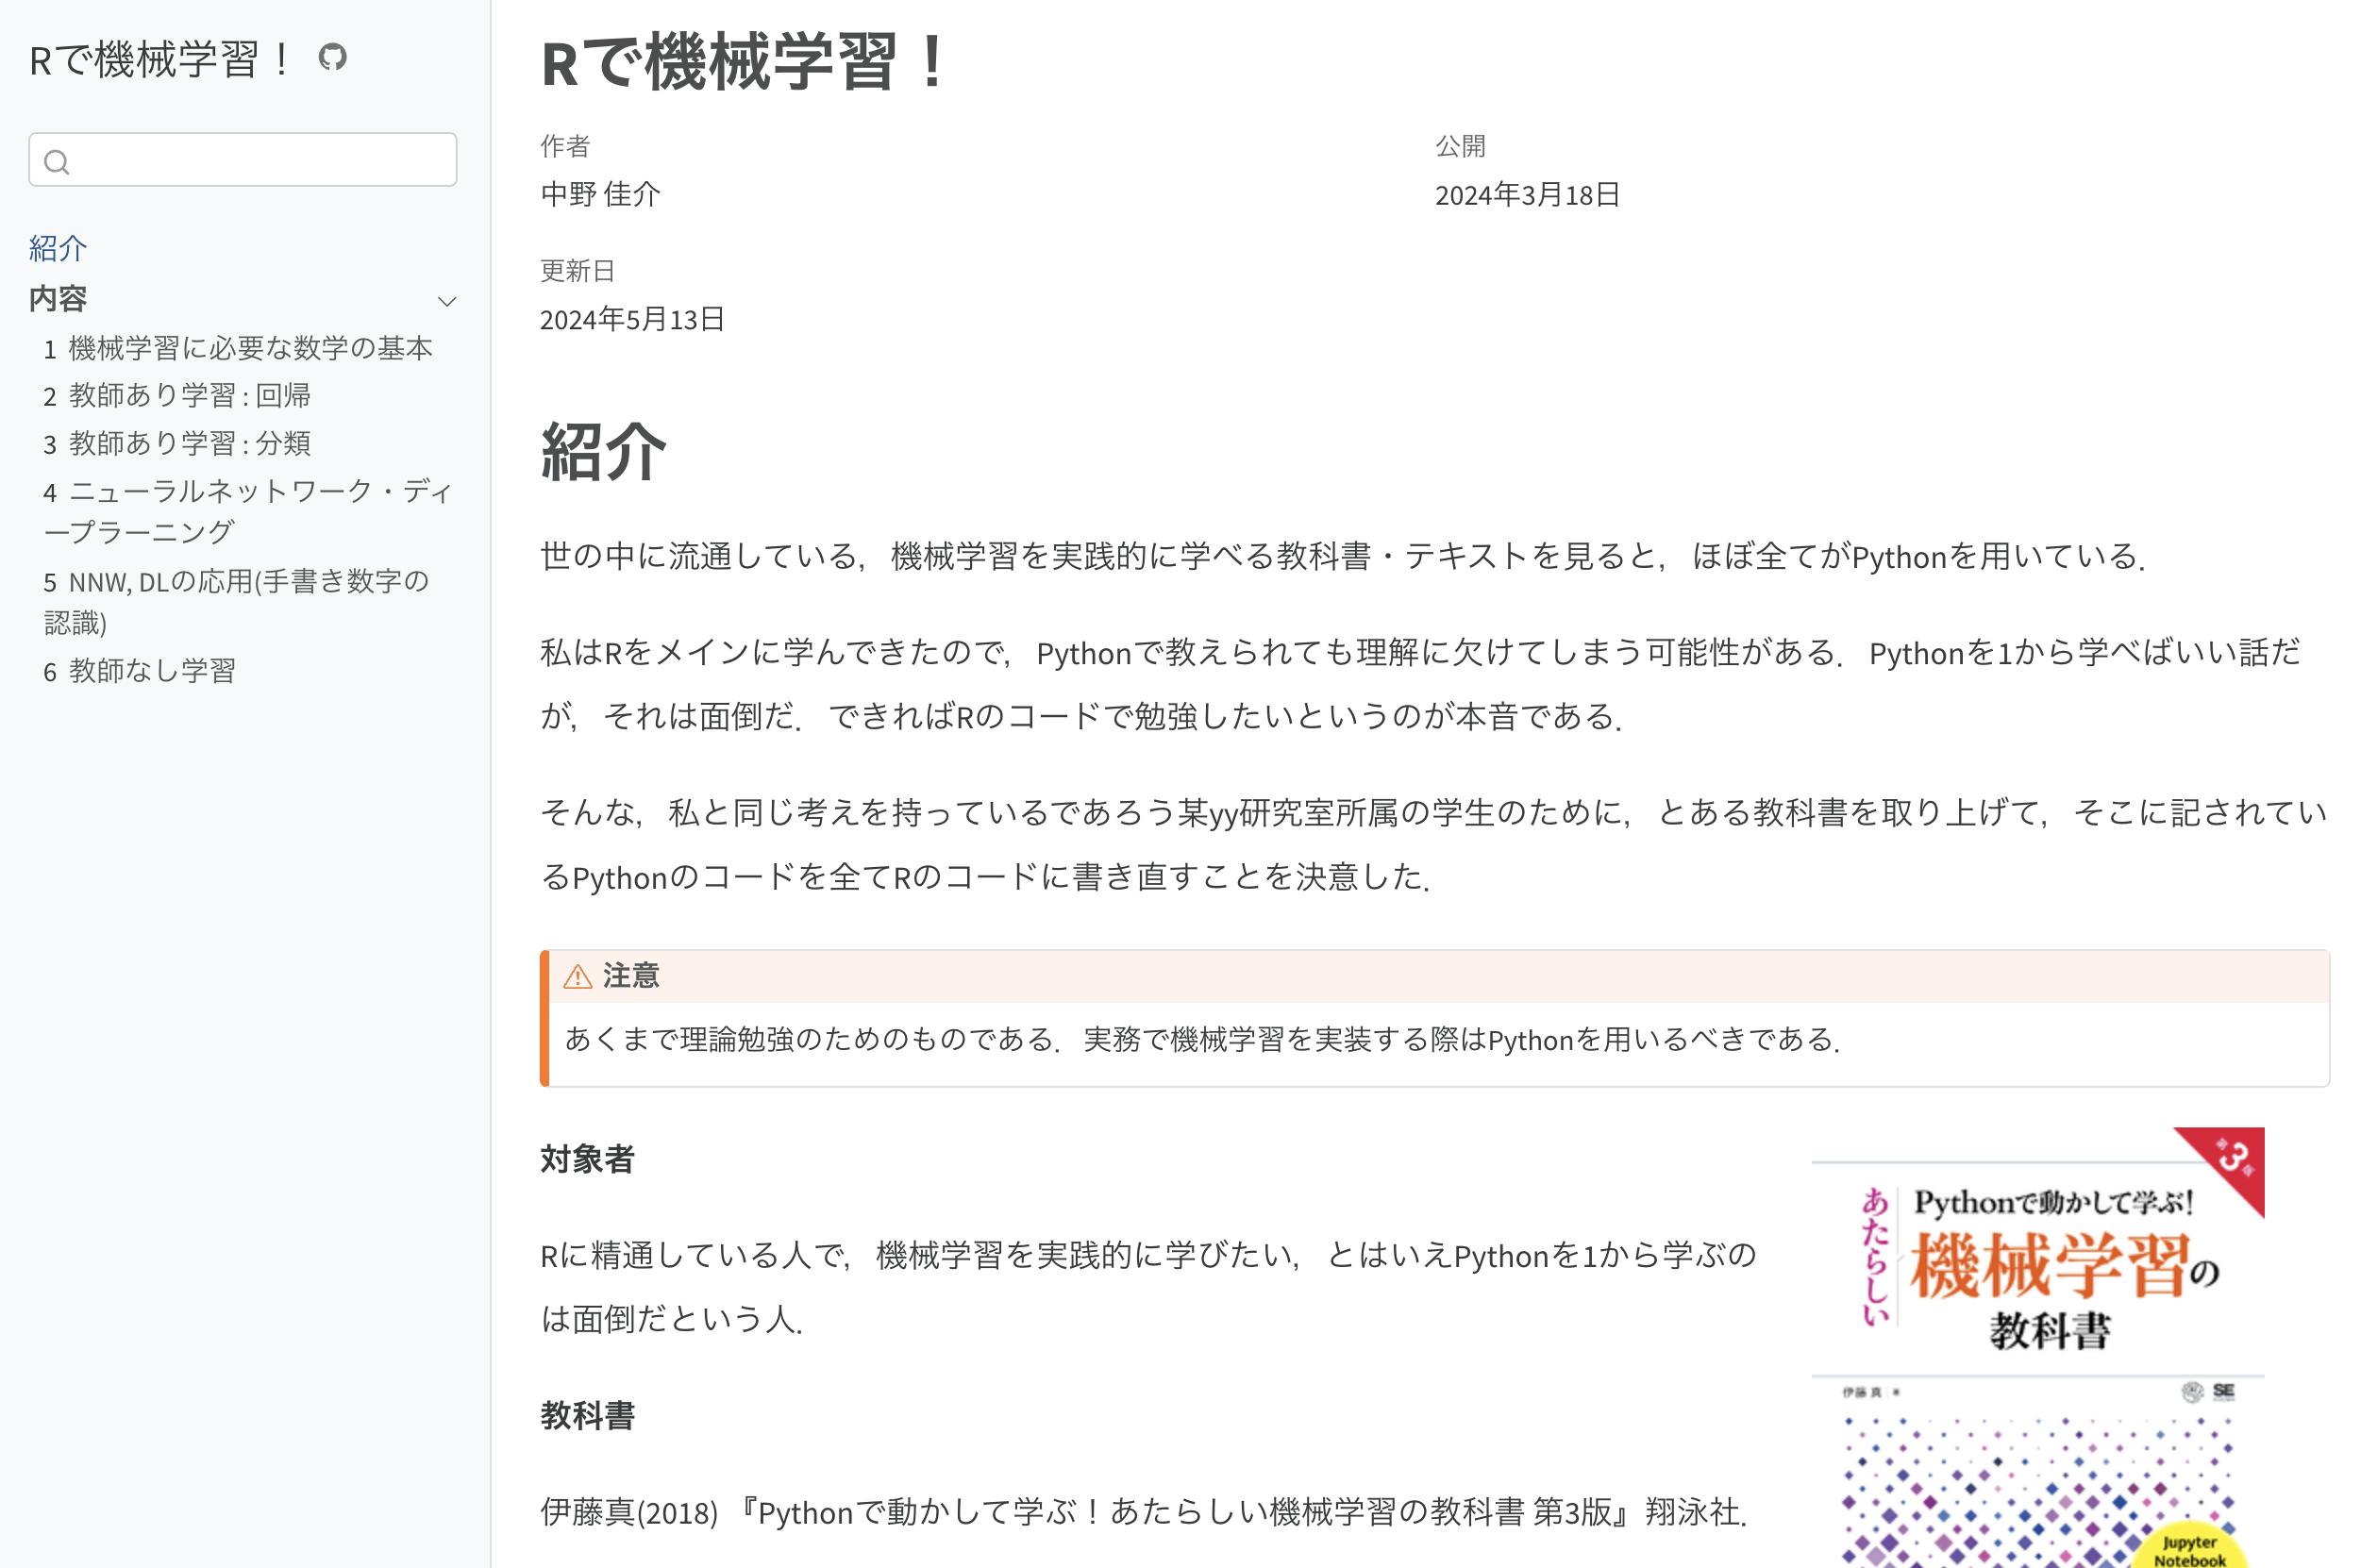 Rで機械学習！
紹介
内容
1 機械学習に必要な数学の基本
2 教師あり学習 : 回帰
3 教師あり学習 : 分類
4 ニューラルネットワーク・ディ
ープラーニング
5 NNW, DLの応用(手書き数字の
認識)
6 教師なし学習
Rで機械学習！
作者
中野 佳介
公開
2024年3月18日
更新日
2024年5月13日
紹介
世の中に流通している，機械学習を実践的に学べる教科書・テキストを見ると，ほぼ全てがPythonを用いている．
私はRをメインに学んできたので，Pythonで教えられても理解に欠けてしまう可能性がある．Pythonを1から学べばいい話だ
が，それは面倒だ．できればRのコードで勉強したいというのが本音である．
そんな，私と同じ考えを持っているであろう某yy研究室所属の学生のために，とある教科書を取り上げて，そこに記されてい
るPythonのコードを全てRのコードに書き直すことを決意した．
注意
あくまで理論勉強のためのものである．実務で機械学習を実装する際はPythonを用いるべきである．
対象者
Rに精通している人で，機械学習を実践的に学びたい，とはいえPythonを1から学ぶの
は面倒だという人．
教科書
伊藤真(2018) 『Pythonで動かして学ぶ！あたらしい機械学習の教科書 第3版』翔泳社．
第3版
Pythonで動かして学ぶ！
あたらしい
機械学習の
教科書
伊藤 真 著
SE
Jupyter
Notebook